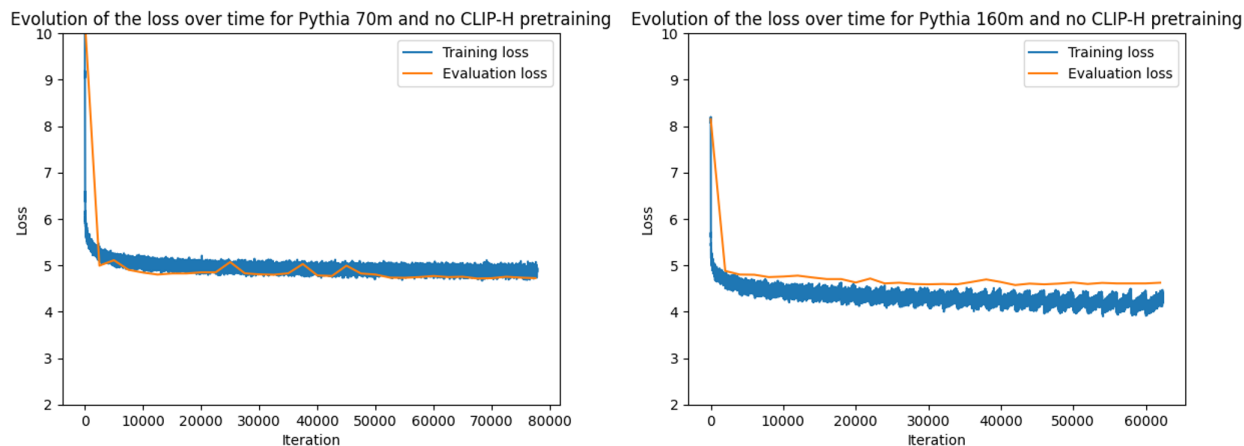 Evolution of the loss over time for Pythia 70m and no CLIP-H pretraining
10
9
8
7
6
5
4
3
2
Loss
Training loss
Evaluation loss
0 10000 20000 30000 40000 50000 60000 70000 80000
Iteration
Evolution of the loss over time for Pythia 160m and no CLIP-H pretraining
10
9
8
7
6
5
4
3
2
Loss
Training loss
Evaluation loss
0 10000 20000 30000 40000 50000 60000
Iteration